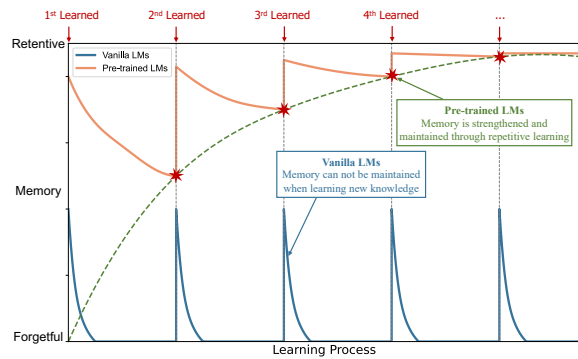 1st Learned 2nd Learned 3rd Learned 4th Learned ...
Retentive
Vanilla LMs
Pre-trained LMs
Pre-trained LMs
Memory is strengthened and
maintained through repetitive learning
Vanilla LMs
Memory can not be maintained
when learning new knowledge
Memory
Forgetful
Learning Process